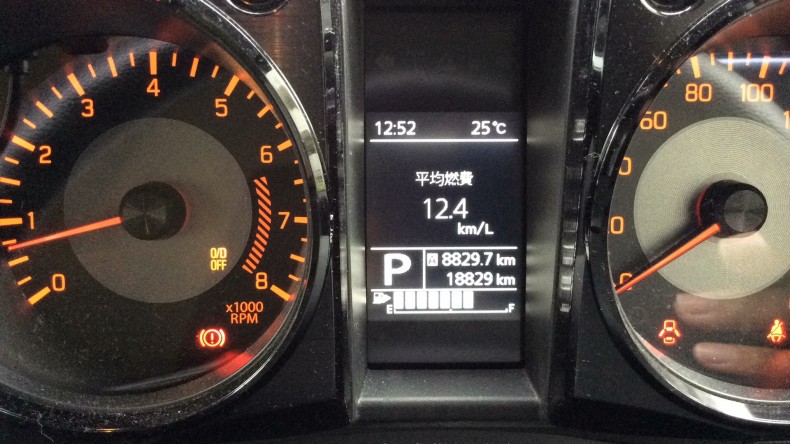 0
1
2
3
4
5
6
7
8
x1000
RPM
O/D
OFF
12:52 25℃
平均燃費
12.4
km/L
P
A 8829.7 km
18829 km
E F
60
80
100